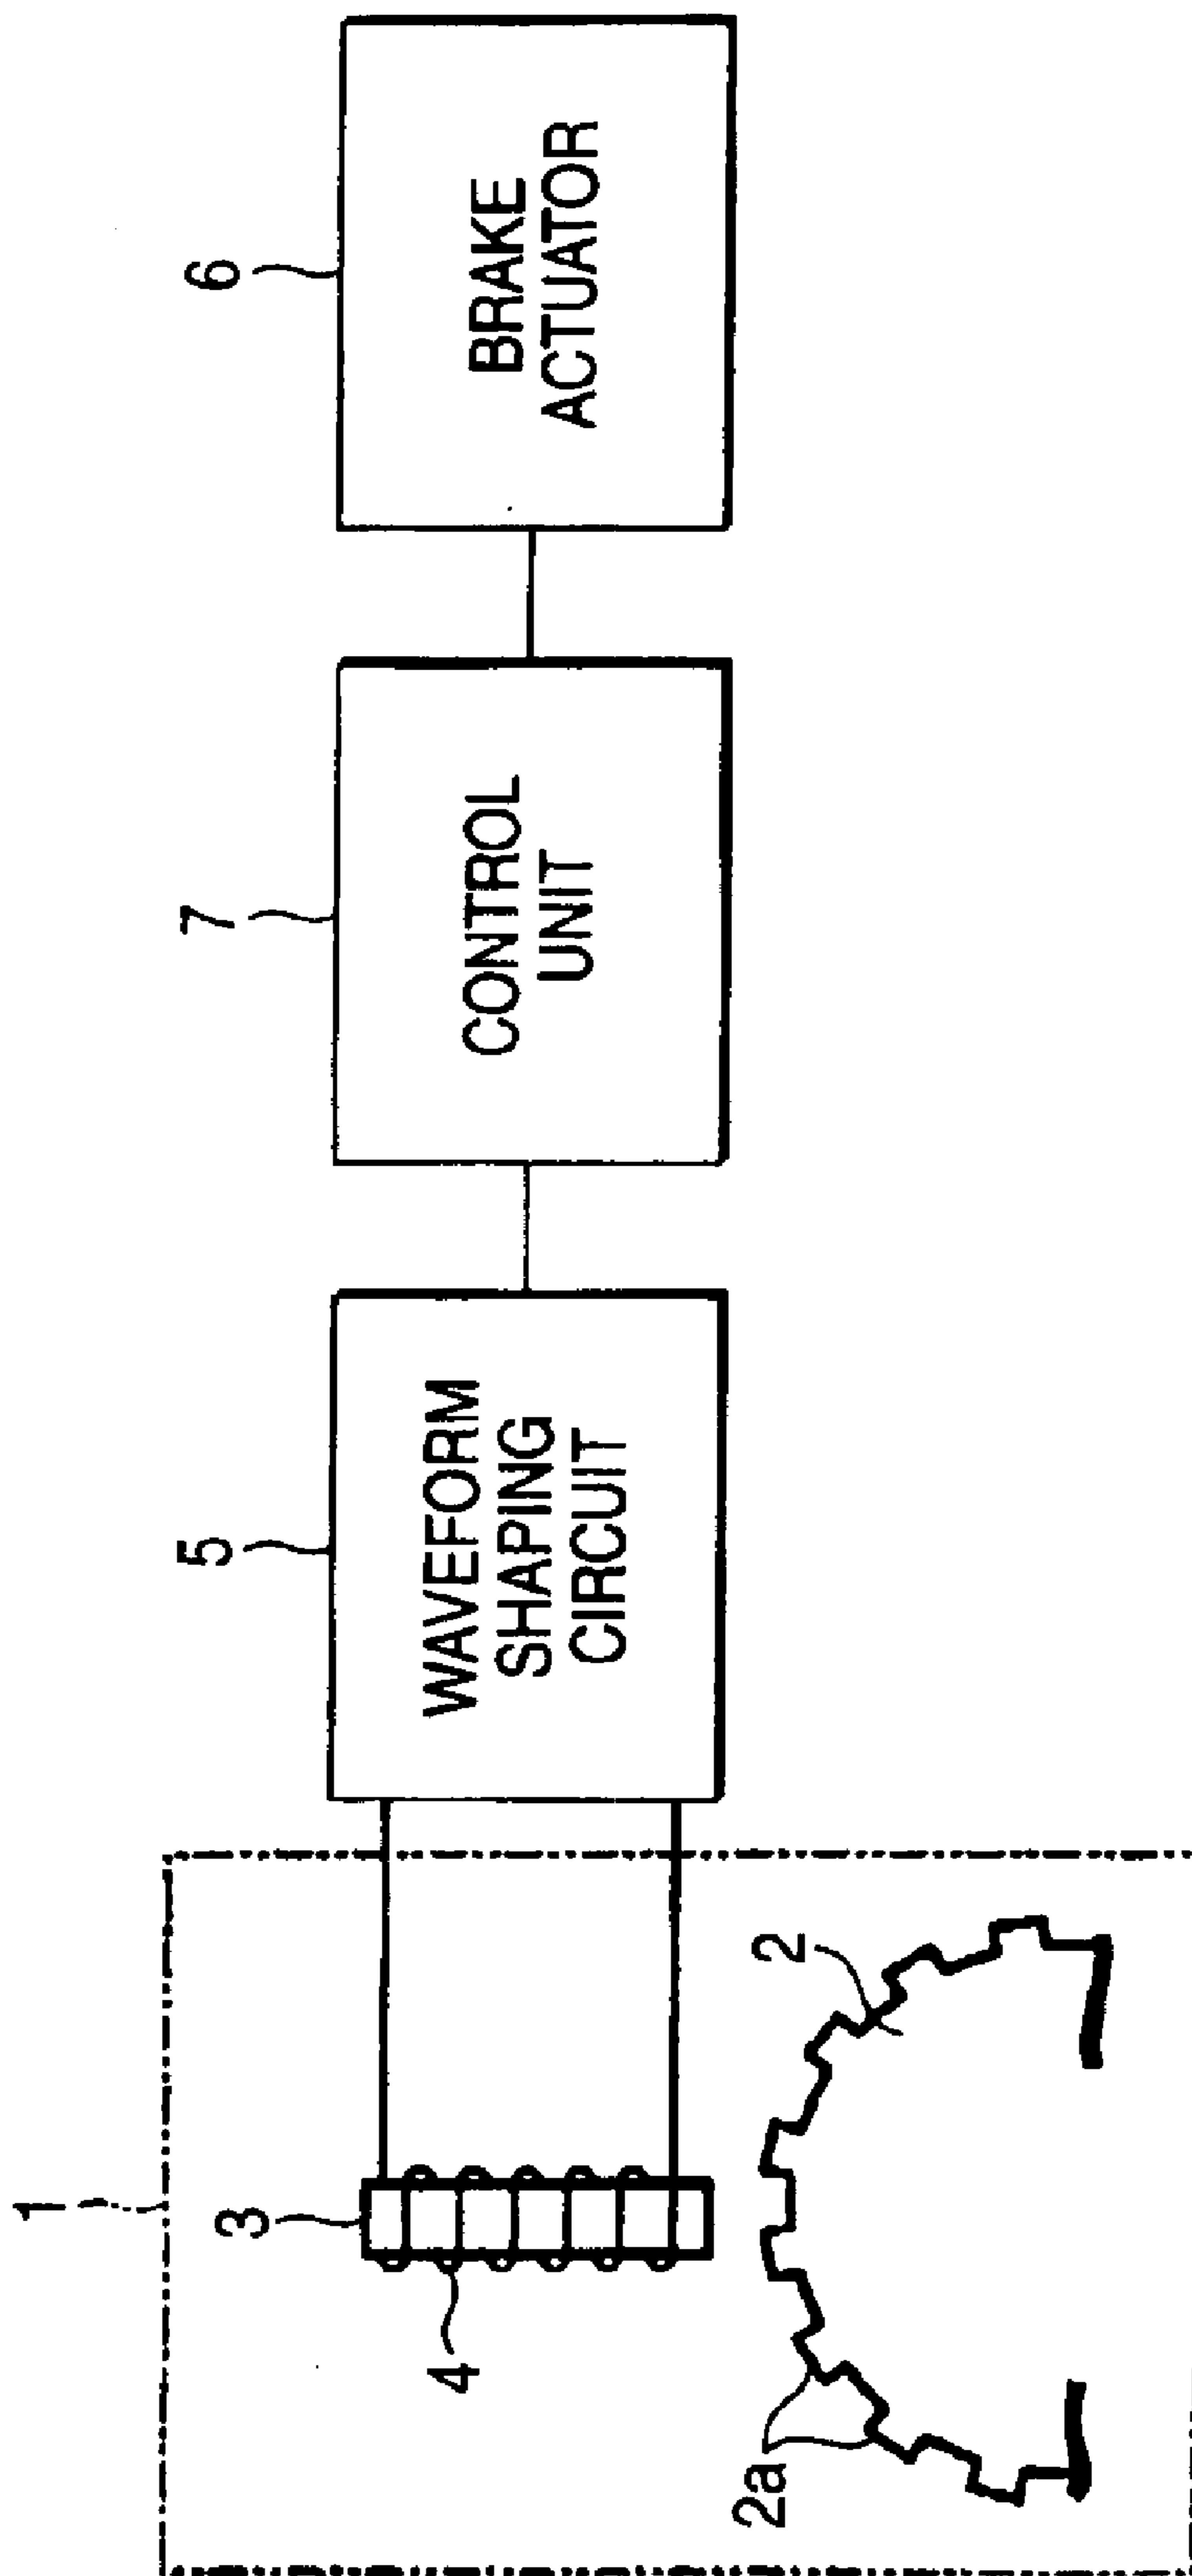 1
3
4
2
2a
5
WAVEFORM
SHAPING
CIRCUIT
7
CONTROL
UNIT
6
BRAKE
ACTUATOR